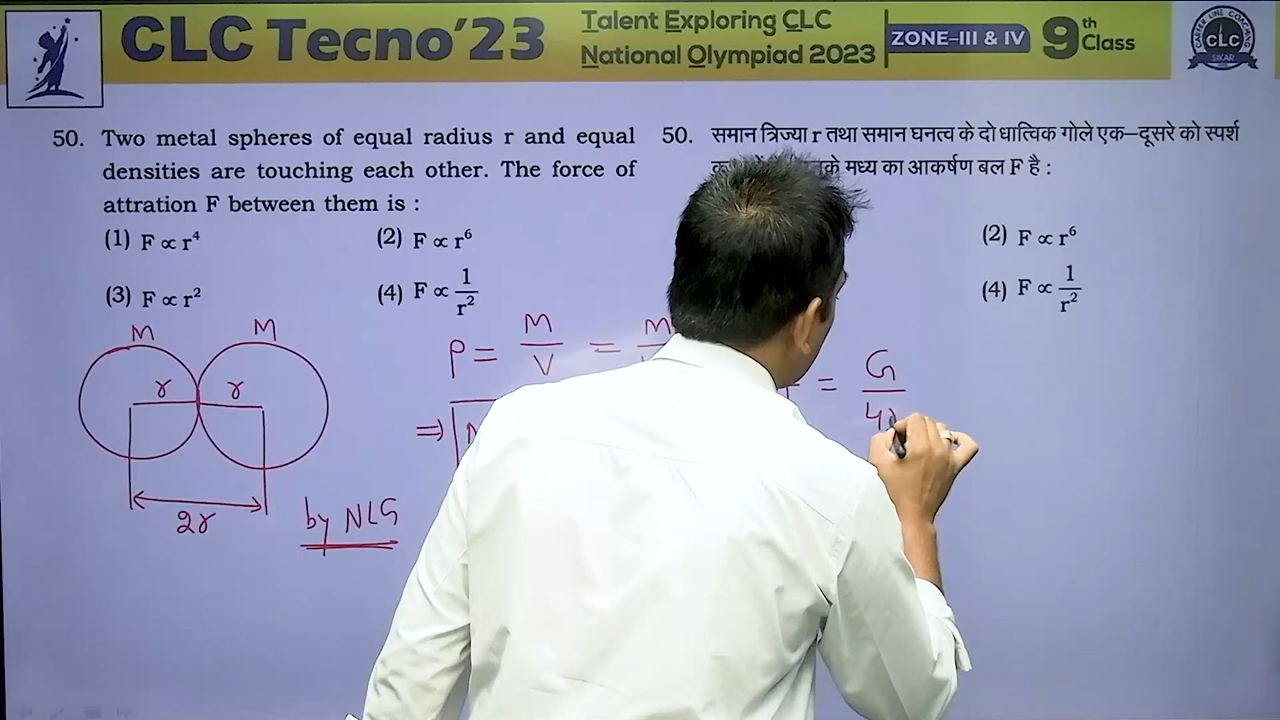 CLC Tecno'23
Talent Exploring CLC
National Olympiad 2023
ZONE–III & IV
9th Class
CLC
SIKAR
50. Two metal spheres of equal radius r and equal
densities are touching each other. The force of
attration F between them is :
(1) F ∝ r⁴ (2) F ∝ r⁶
(3) F ∝ r² (4) F ∝ 1/r²
50. समान त्रिज्या r तथा समान घनत्व के दो धात्विक गोले एक–दूसरे को स्पर्श
मध्य का आकर्षण बल F है :
(2) F ∝ r⁶
(4) F ∝ 1/r²
M M
r r
2r
by NLG
ρ = M/V = M
⇒
= G/4